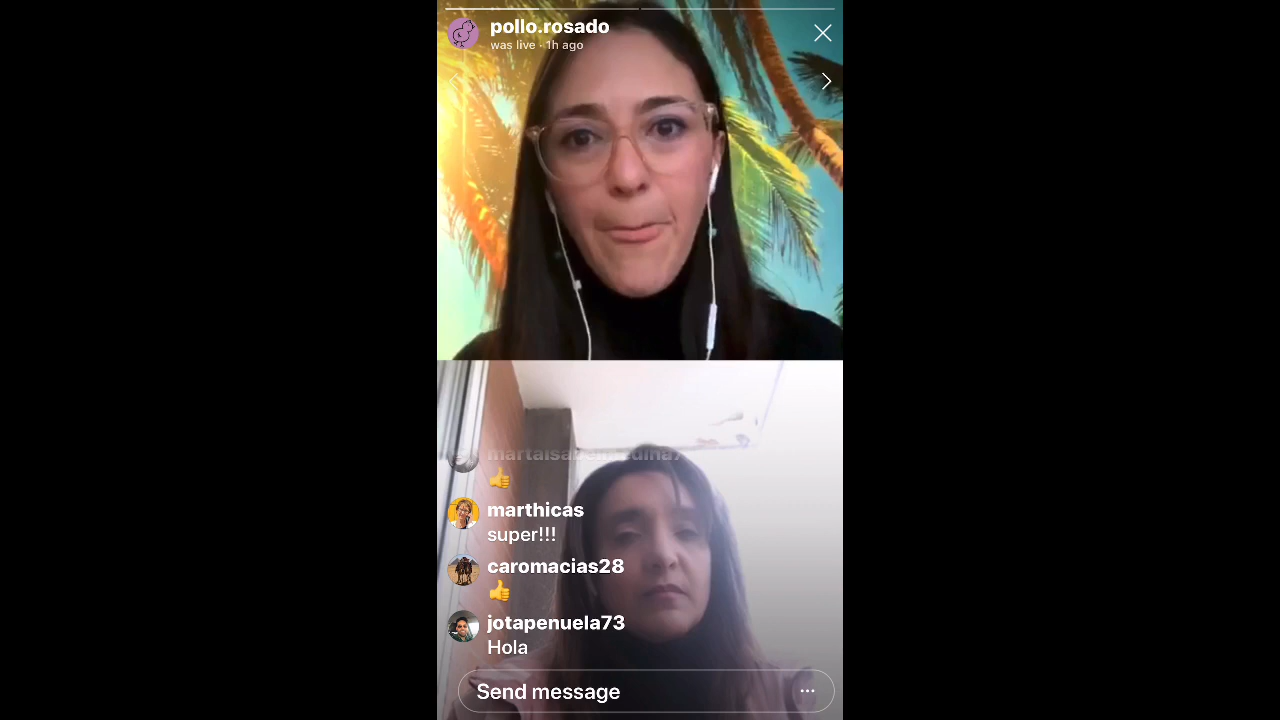 pollo.rosado
was live · 1h ago
marthicas
super!!!
caromacias28
jotapenuela73
Hola
Send message